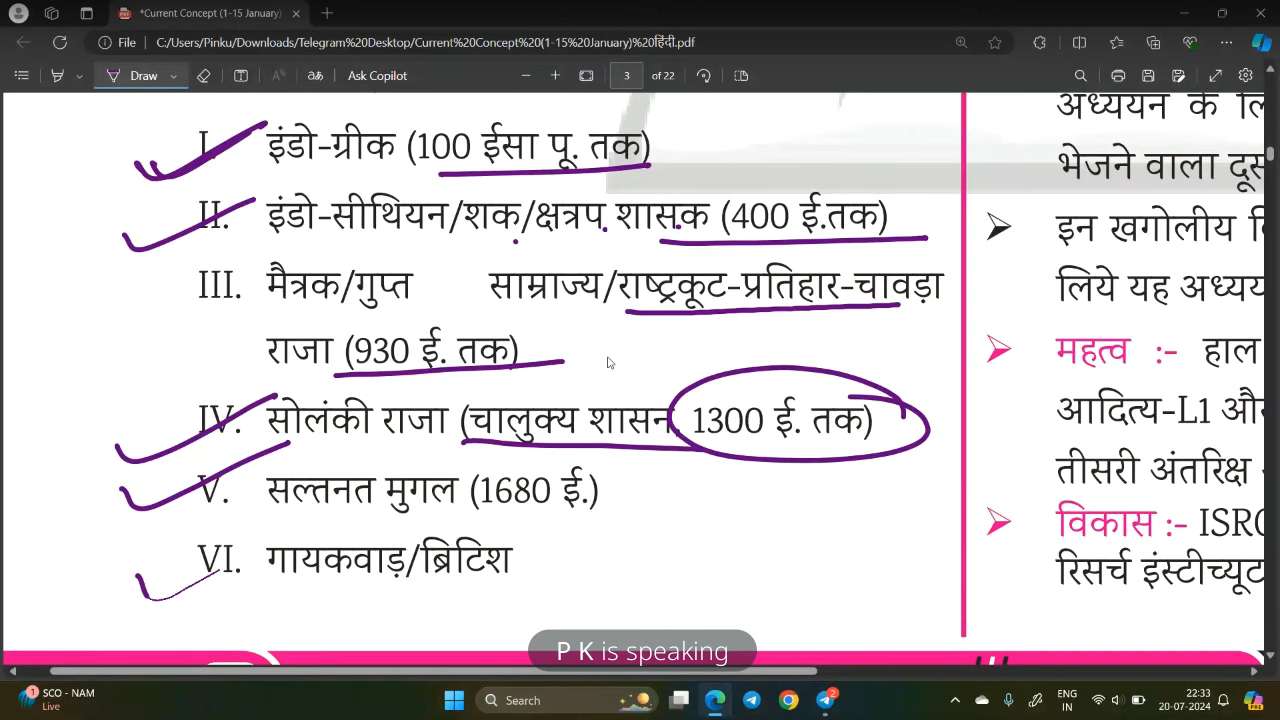 *Current Concept (1-15 January)
File C:/Users/Pinku/Downloads/Telegram%20Desktop/Current%20Concept%20(1-15%20January)%20हिंदी.pdf
Draw Ask Copilot 3 of 22
I. इंडो-ग्रीक (100 ईसा पू. तक)
II. इंडो-सीथियन/शक/क्षत्रप शासक (400 ई.तक)
III. मैत्रक/गुप्त साम्राज्य/राष्ट्रकूट-प्रतिहार-चावड़ा
राजा (930 ई. तक)
IV. सोलंकी राजा (चालुक्य शासन, 1300 ई. तक)
V. सल्तनत मुगल (1680 ई.)
VI. गायकवाड़/ब्रिटिश
अध्ययन के लि
भेजने वाला दूस
इन खगोलीय
लिये यह अध्यय
महत्व :- हाल
आदित्य-L1 और
तीसरी अंतरिक्ष
विकास :- ISRO
रिसर्च इंस्टीच्यूट
P K is speaking
SCO - NAM
Live
Search
ENG
IN
22:33
20-07-2024